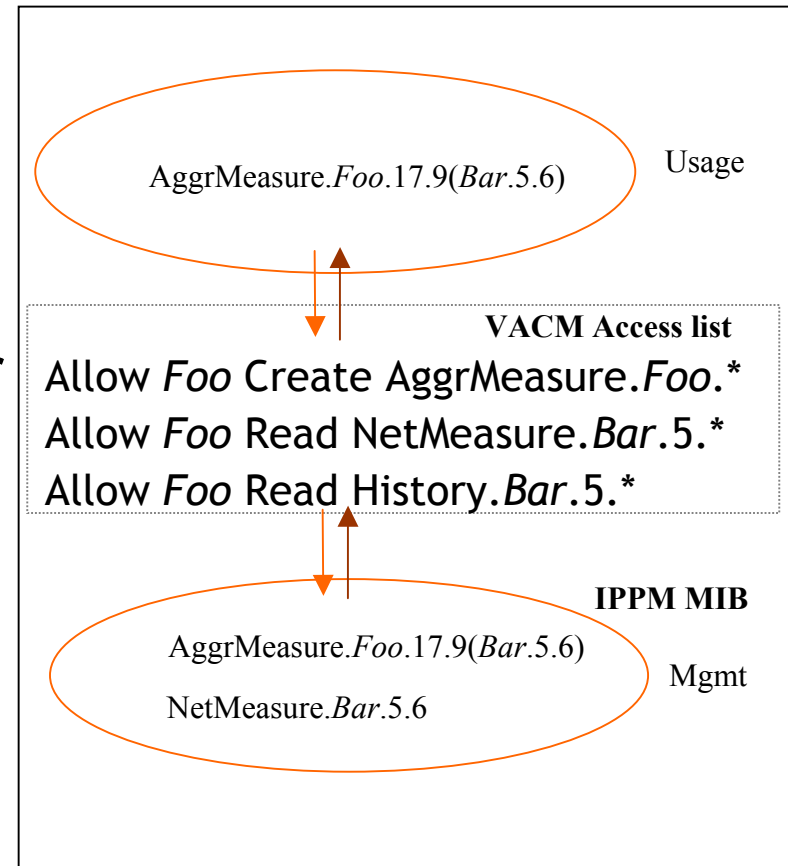 AggrMeasure.Foo.17.9(Bar.5.6)
Usage
VACM Access list
Allow Foo Create AggrMeasure.Foo.*
Allow Foo Read NetMeasure.Bar.5.*
Allow Foo Read History.Bar.5.*
IPPM MIB
AggrMeasure.Foo.17.9(Bar.5.6)
Mgmt
NetMeasure.Bar.5.6